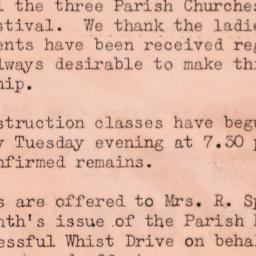 the three Parish Churches
stival. We thank the ladie
ents have been received re
lways desirable to make thi
hip.
struction classes have begu
y Tuesday evening at 7.30 p
nfirmed remains.
s are offered to Mrs. R. Sp
nth's issue of the Parish
essful Whist Drive on behal